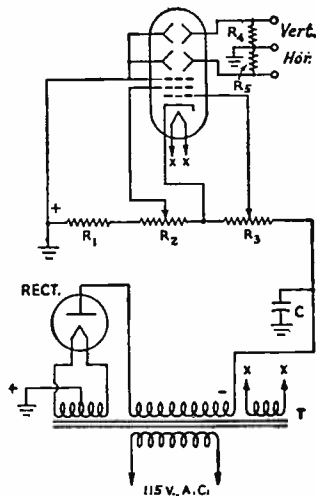 R4
Vert.
Hor.
R5
x x
+
R1
R2
R3
RECT.
C
+
-
x x
T
115 V. A.C.